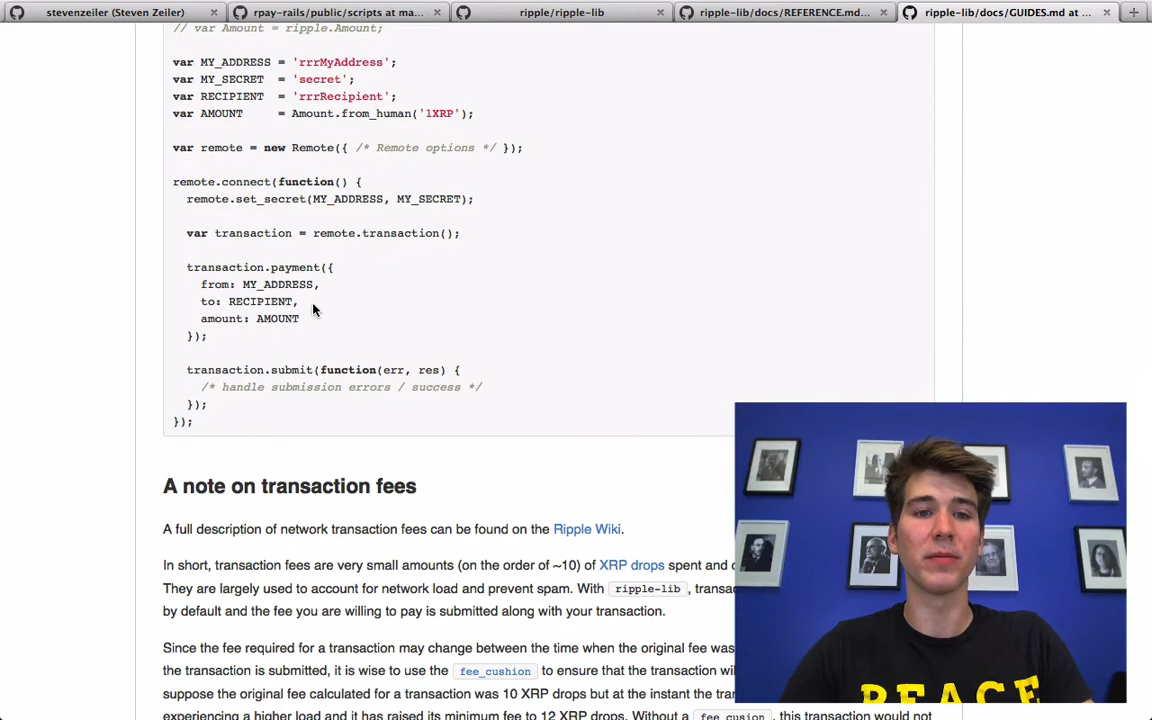 stevenzeiler (Steven Zeiler)
rpay-rails/public/scripts at ma...
ripple/ripple-lib
ripple-lib/docs/REFERENCE.md...
ripple-lib/docs/GUIDES.md at ...
// var Amount = ripple.Amount;
var MY_ADDRESS = 'rrrMyAddress';
var MY_SECRET = 'secret';
var RECIPIENT = 'rrrRecipient';
var AMOUNT = Amount.from_human('1XRP');
var remote = new Remote({ /* Remote options */ });
remote.connect(function() {
remote.set_secret(MY_ADDRESS, MY_SECRET);
var transaction = remote.transaction();
transaction.payment({
from: MY_ADDRESS,
to: RECIPIENT,
amount: AMOUNT
});
transaction.submit(function(err, res) {
/* handle submission errors / success */
});
});
A note on transaction fees
A full description of network transaction fees can be found on the Ripple Wiki.
In short, transaction fees are very small amounts (on the order of ~10) of XRP drops spent and
They are largely used to account for network load and prevent spam. With ripple-lib,
by default and the fee you are willing to pay is submitted along with your transaction.
Since the fee required for a transaction may change between the time when the original fee was
the transaction is submitted, it is wise to use the fee_cushion to ensure that the transaction
suppose the original fee calculated for a transaction was 10 XRP drops but at the instant the
experiencing a higher load and it has raised its minimum fee to 12 XRP drops. Without a fee_cusion, this transaction would not
PEACE